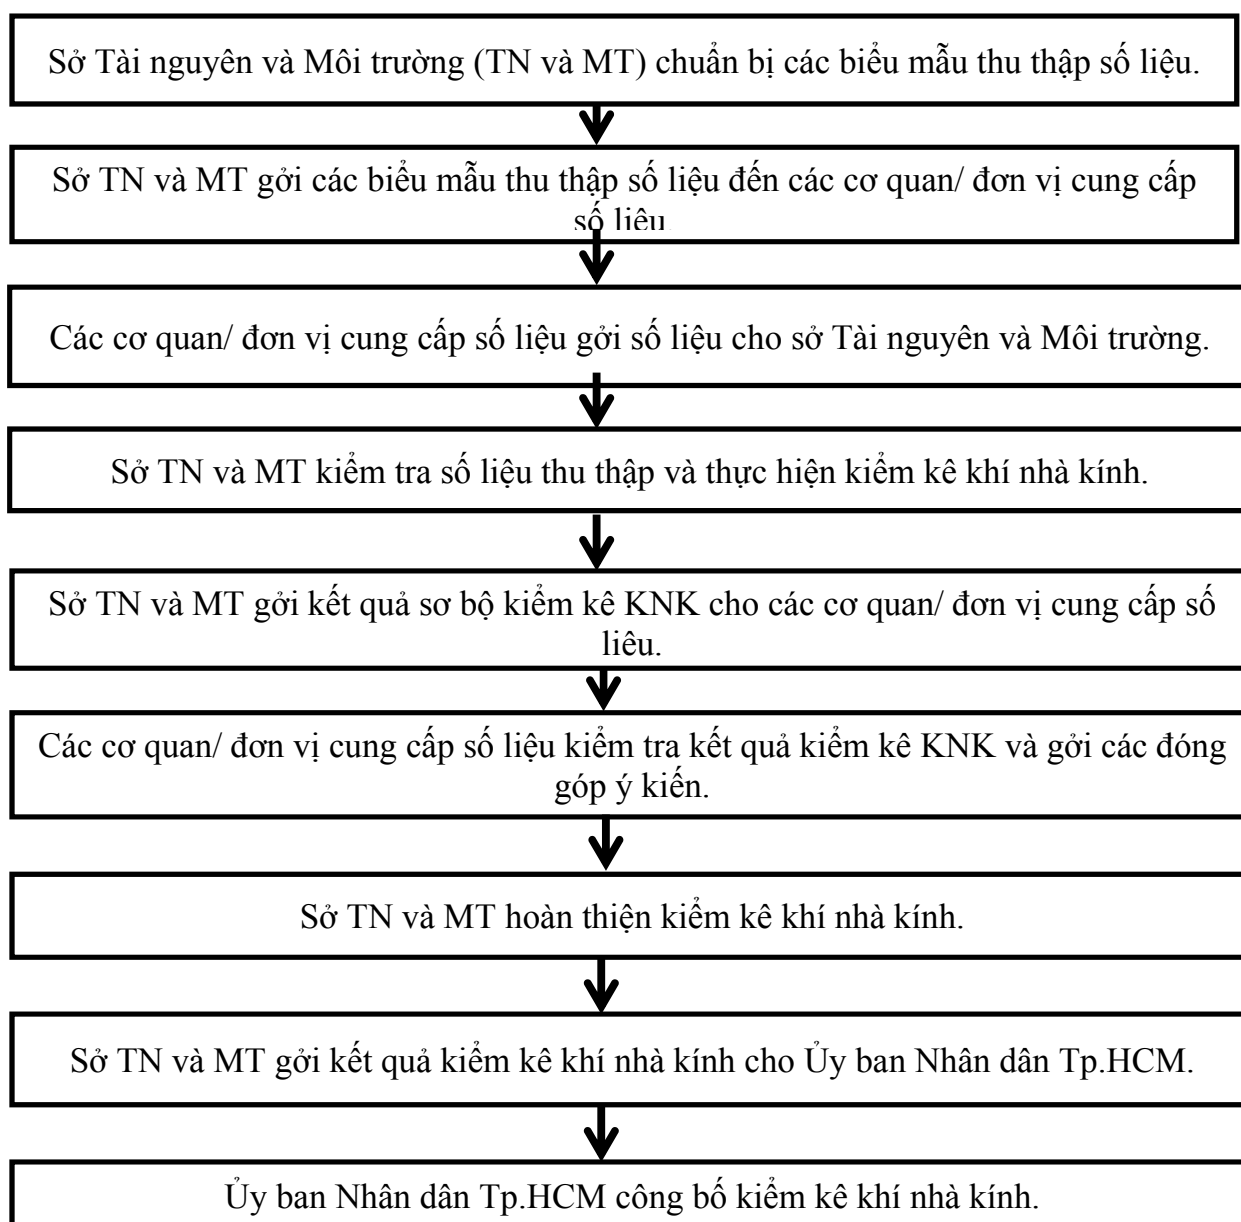 Sở Tài nguyên và Môi trường (TN và MT) chuẩn bị các biểu mẫu thu thập số liệu.
Sở TN và MT gởi các biểu mẫu thu thập số liệu đến các cơ quan/ đơn vị cung cấp
số liệu
Các cơ quan/ đơn vị cung cấp số liệu gởi số liệu cho sở Tài nguyên và Môi trường.
Sở TN và MT kiểm tra số liệu thu thập và thực hiện kiểm kê khí nhà kính.
Sở TN và MT gởi kết quả sơ bộ kiểm kê KNK cho các cơ quan/ đơn vị cung cấp số
liệu.
Các cơ quan/ đơn vị cung cấp số liệu kiểm tra kết quả kiểm kê KNK và gởi các đóng
góp ý kiến.
Sở TN và MT hoàn thiện kiểm kê khí nhà kính.
Sở TN và MT gởi kết quả kiểm kê khí nhà kính cho Ủy ban Nhân dân Tp.HCM.
Ủy ban Nhân dân Tp.HCM công bố kiểm kê khí nhà kính.